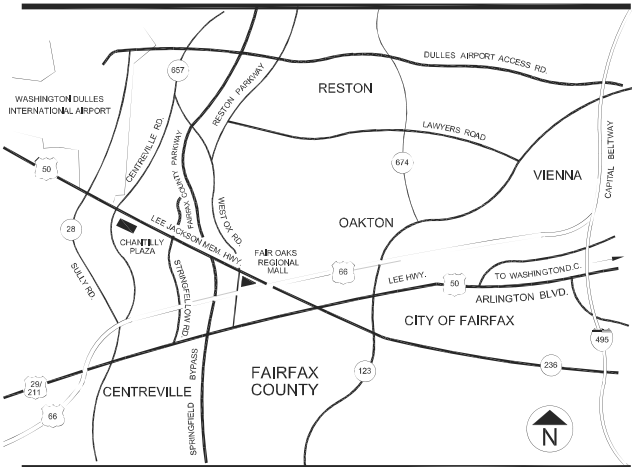 657
RESTON PARKWAY
DULLES AIRPORT ACCESS RD.
RESTON
WASHINGTON DULLES
INTERNATIONAL AIRPORT
CENTREVILLE RD.
FAIRFAX COUNTY PARKWAY
LAWYERS ROAD
CAPITAL BELTWAY
50
674
VIENNA
28
WEST OX RD.
OAKTON
LEE JACKSON MEM. HWY.
CHANTILLY
PLAZA
FAIR OAKS
REGIONAL
MALL
SULLY RD.
STRINGFELLOW RD
66
LEE HWY.
50
TO WASHINGTON D.C.
ARLINGTON BLVD.
CITY OF FAIRFAX
495
29/
211
CENTREVILLE
SPRINGFIELD BYPASS
FAIRFAX
COUNTY
123
236
66
N